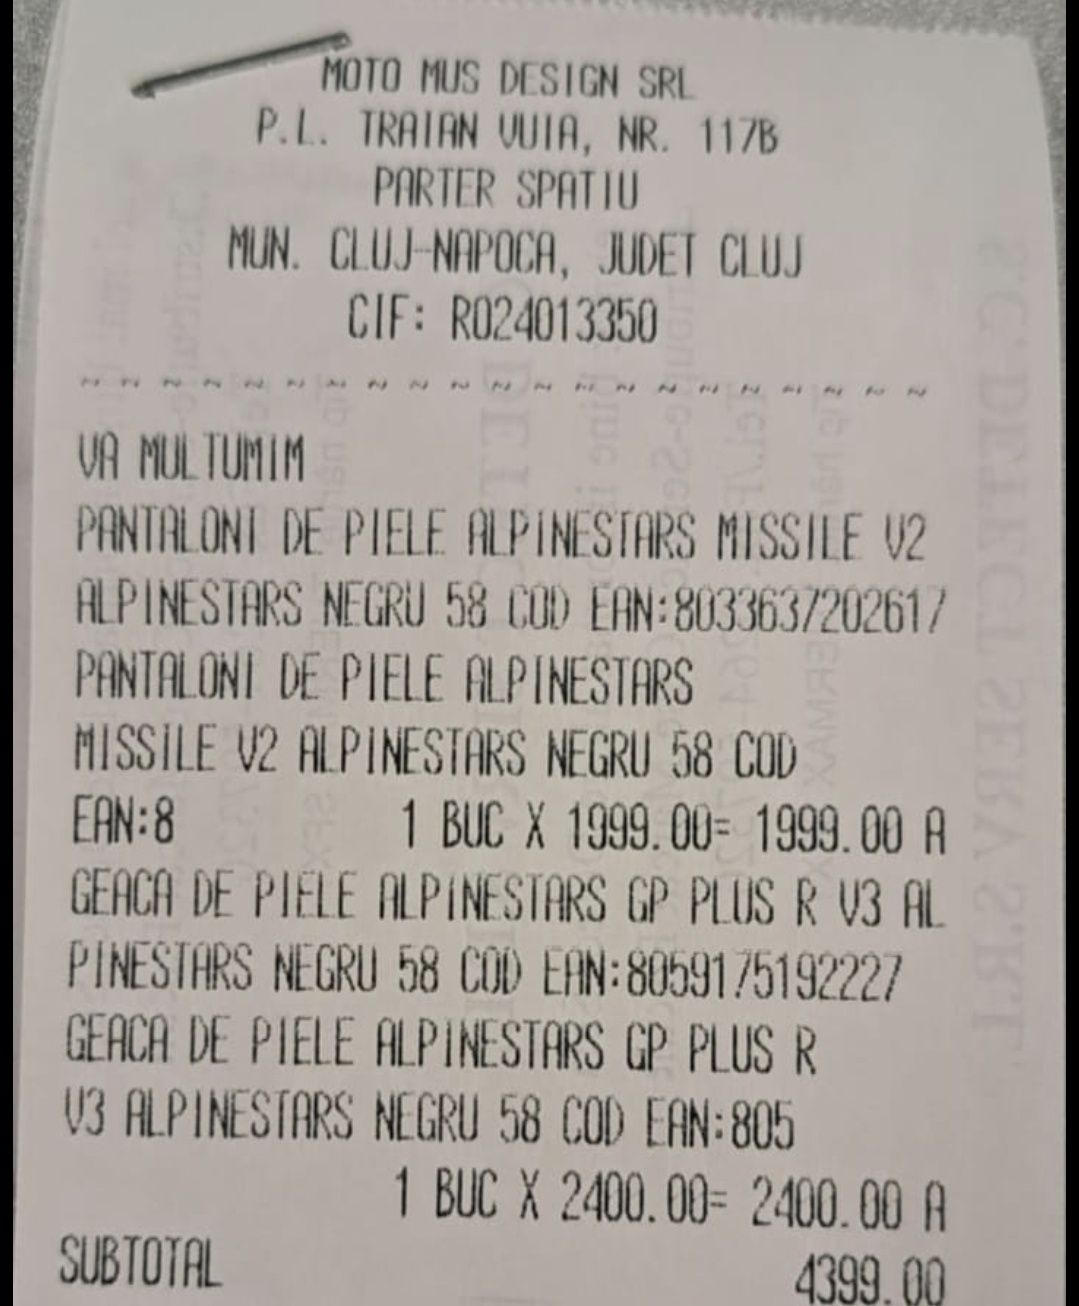 MOTO MUS DESIGN SRL
P.L. TRAIAN VUIA, NR. 117B
PARTER SPATIU
MUN. CLUJ-NAPOCA, JUDET CLUJ
CIF: RO24013350
~ ~ ~ ~ ~ ~ ~ ~ ~ ~ ~ ~ ~ ~ ~ ~ ~ ~ ~ ~ ~
VA MULTUMIM
PANTALONI DE PIELE ALPINESTARS MISSILE V2
ALPINESTARS NEGRU 58 COD EAN:8033637202617
PANTALONI DE PIELE ALPINESTARS
MISSILE V2 ALPINESTARS NEGRU 58 COD
EAN:8 1 BUC X 1999.00= 1999.00 A
GEACA DE PIELE ALPINESTARS GP PLUS R V3 AL
PINESTARS NEGRU 58 COD EAN:8059175192227
GEACA DE PIELE ALPINESTARS GP PLUS R
V3 ALPINESTARS NEGRU 58 COD EAN:805
1 BUC X 2400.00= 2400.00 A
SUBTOTAL 4399.00